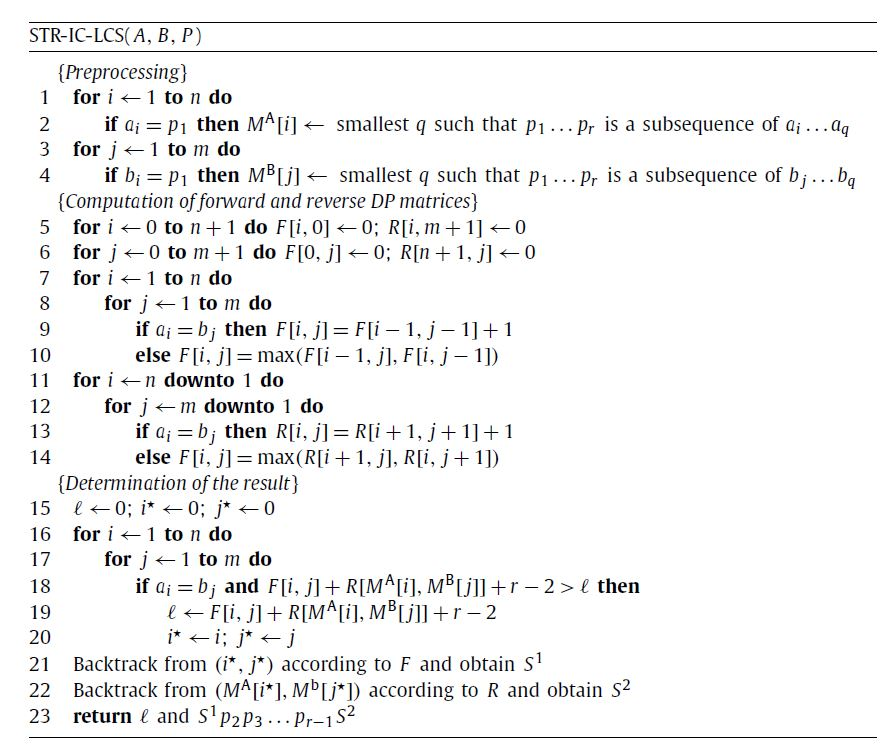 STR-IC-LCS(A, B, P)
{Preprocessing}
1 for i ← 1 to n do
2 if aᵢ = p₁ then Mᴬ[i] ← smallest q such that p₁ … pᵣ is a subsequence of aᵢ … a_q
3 for j ← 1 to m do
4 if bᵢ = p₁ then Mᴮ[j] ← smallest q such that p₁ … pᵣ is a subsequence of bⱼ … b_q
{Computation of forward and reverse DP matrices}
5 for i ← 0 to n + 1 do F[i, 0] ← 0; R[i, m + 1] ← 0
6 for j ← 0 to m + 1 do F[0, j] ← 0; R[n + 1, j] ← 0
7 for i ← 1 to n do
8 for j ← 1 to m do
9 if aᵢ = bⱼ then F[i, j] = F[i − 1, j − 1] + 1
10 else F[i, j] = max(F[i − 1, j], F[i, j − 1])
11 for i ← n downto 1 do
12 for j ← m downto 1 do
13 if aᵢ = bⱼ then R[i, j] = R[i + 1, j + 1] + 1
14 else F[i, j] = max(R[i + 1, j], R[i, j + 1])
{Determination of the result}
15 ℓ ← 0; i⋆ ← 0; j⋆ ← 0
16 for i ← 1 to n do
17 for j ← 1 to m do
18 if aᵢ = bⱼ and F[i, j] + R[Mᴬ[i], Mᴮ[j]] + r − 2 > ℓ then
19 ℓ ← F[i, j] + R[Mᴬ[i], Mᴮ[j]] + r − 2
20 i⋆ ← i; j⋆ ← j
21 Backtrack from (i⋆, j⋆) according to F and obtain S¹
22 Backtrack from (Mᴬ[i⋆], Mᵇ[j⋆]) according to R and obtain S²
23 return ℓ and S¹p₂p₃ … pᵣ₋₁S²